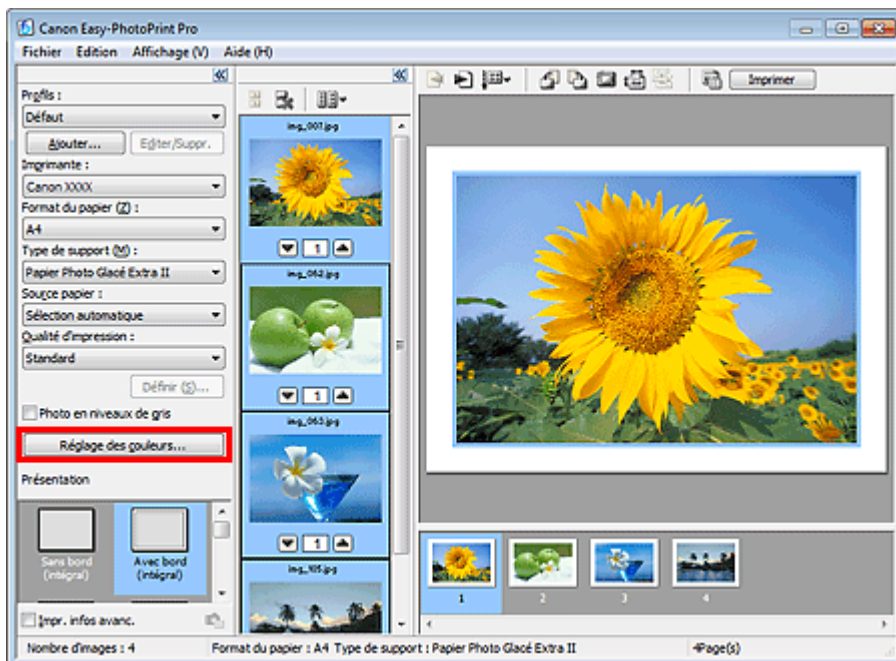 Canon Easy-PhotoPrint Pro
Fichier Edition Affichage (V) Aide (H)
Profils :
Défaut
Ajouter... Editer/Suppr.
Imprimante :
Canon XXXX
Format du papier (Z) :
A4
Type de support (M) :
Papier Photo Glacé Extra II
Source papier :
Sélection automatique
Qualité d'impression :
Standard
Définir (S)...
Photo en niveaux de gris
Réglage des couleurs...
Présentation
Sans bord (intégral)
Avec bord (intégral)
Impr. infos avanc.
img_001.jpg
1
img_062.jpg
1
img_063.jpg
1
img_105.jpg
Imprimer
1 2 3 4
Nombre d'images : 4 Format du papier : A4 Type de support : Papier Photo Glacé Extra II 4Page(s)